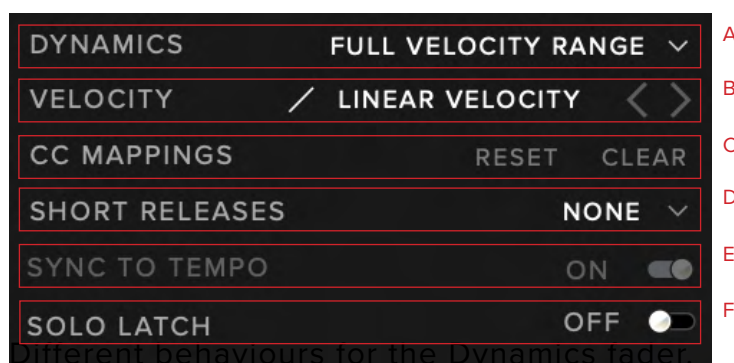 DYNAMICS FULL VELOCITY RANGE A
VELOCITY LINEAR VELOCITY B
CC MAPPINGS RESET CLEAR C
SHORT RELEASES NONE D
SYNC TO TEMPO ON E
SOLO LATCH OFF F
Different behaviours for the Dynamics fader.